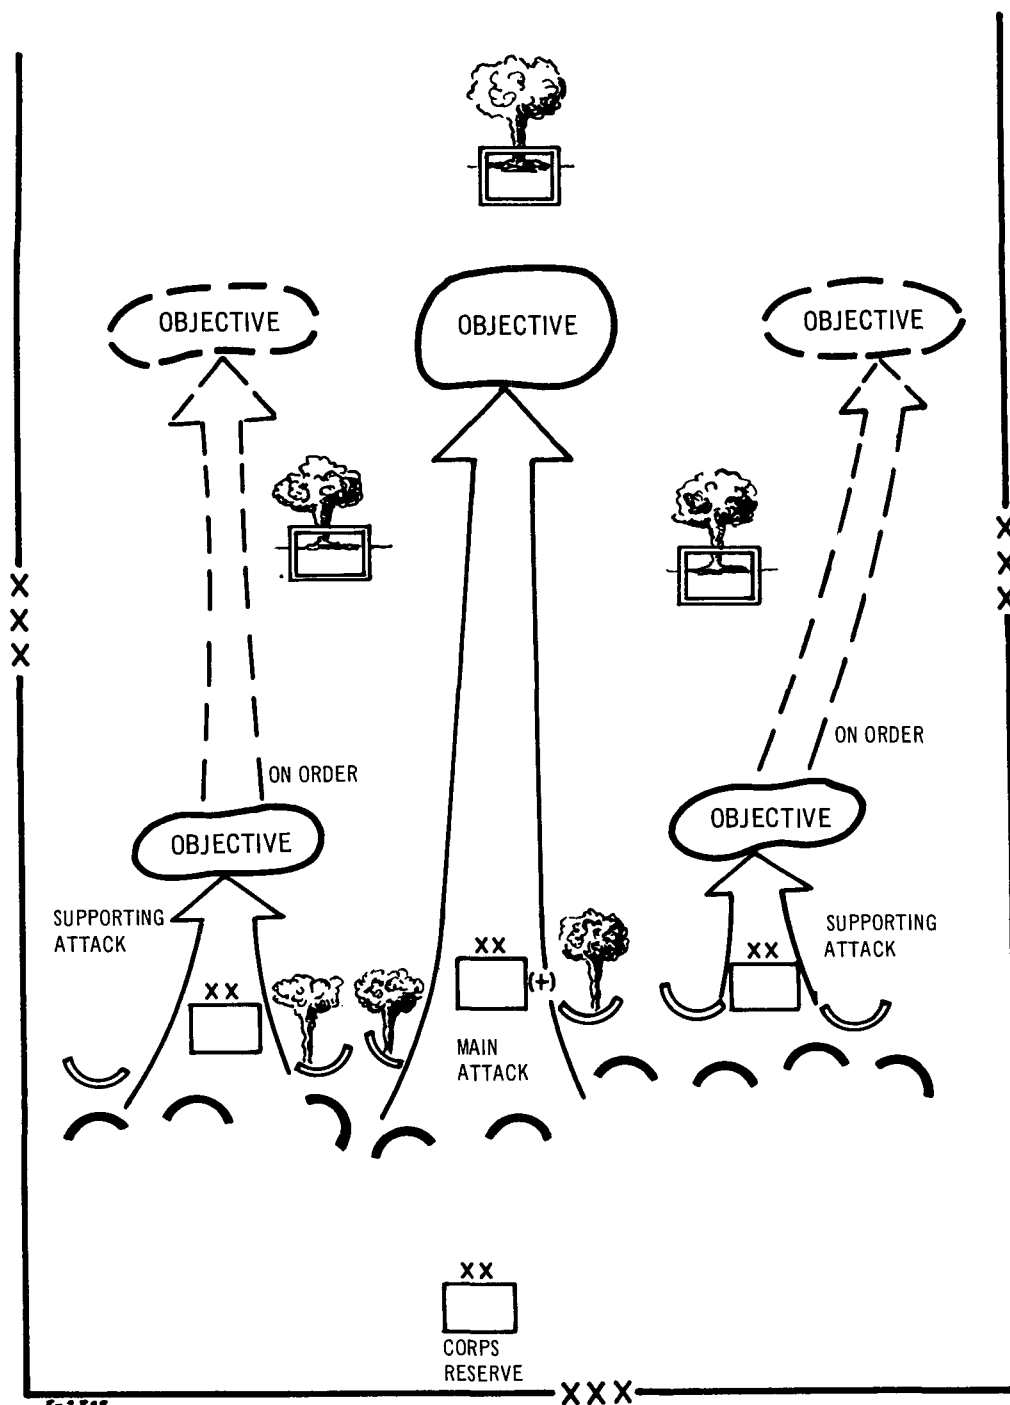 OBJECTIVE
OBJECTIVE
OBJECTIVE
XXX
XXX
ON ORDER
ON ORDER
OBJECTIVE
OBJECTIVE
SUPPORTING
ATTACK
XX
XX
(+)
MAIN
ATTACK
XX
SUPPORTING
ATTACK
XX
CORPS
RESERVE
XXX